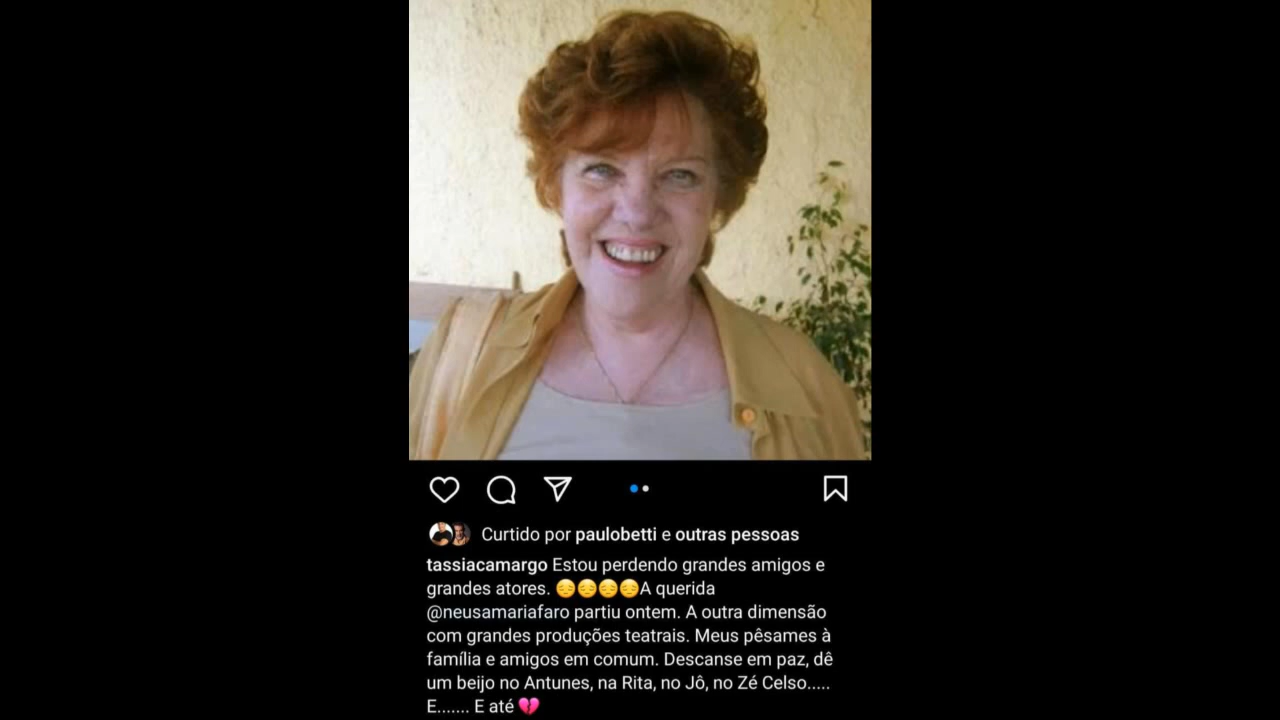 Curtido por paulobetti e outras pessoas
tassiacamargo Estou perdendo grandes amigos e
grandes atores. 😔😔😔😔A querida
@neusamariafaro partiu ontem. A outra dimensão
com grandes produções teatrais. Meus pêsames à
família e amigos em comum. Descanse em paz, dê
um beijo no Antunes, na Rita, no Jô, no Zé Celso.....
E....... E até 💔